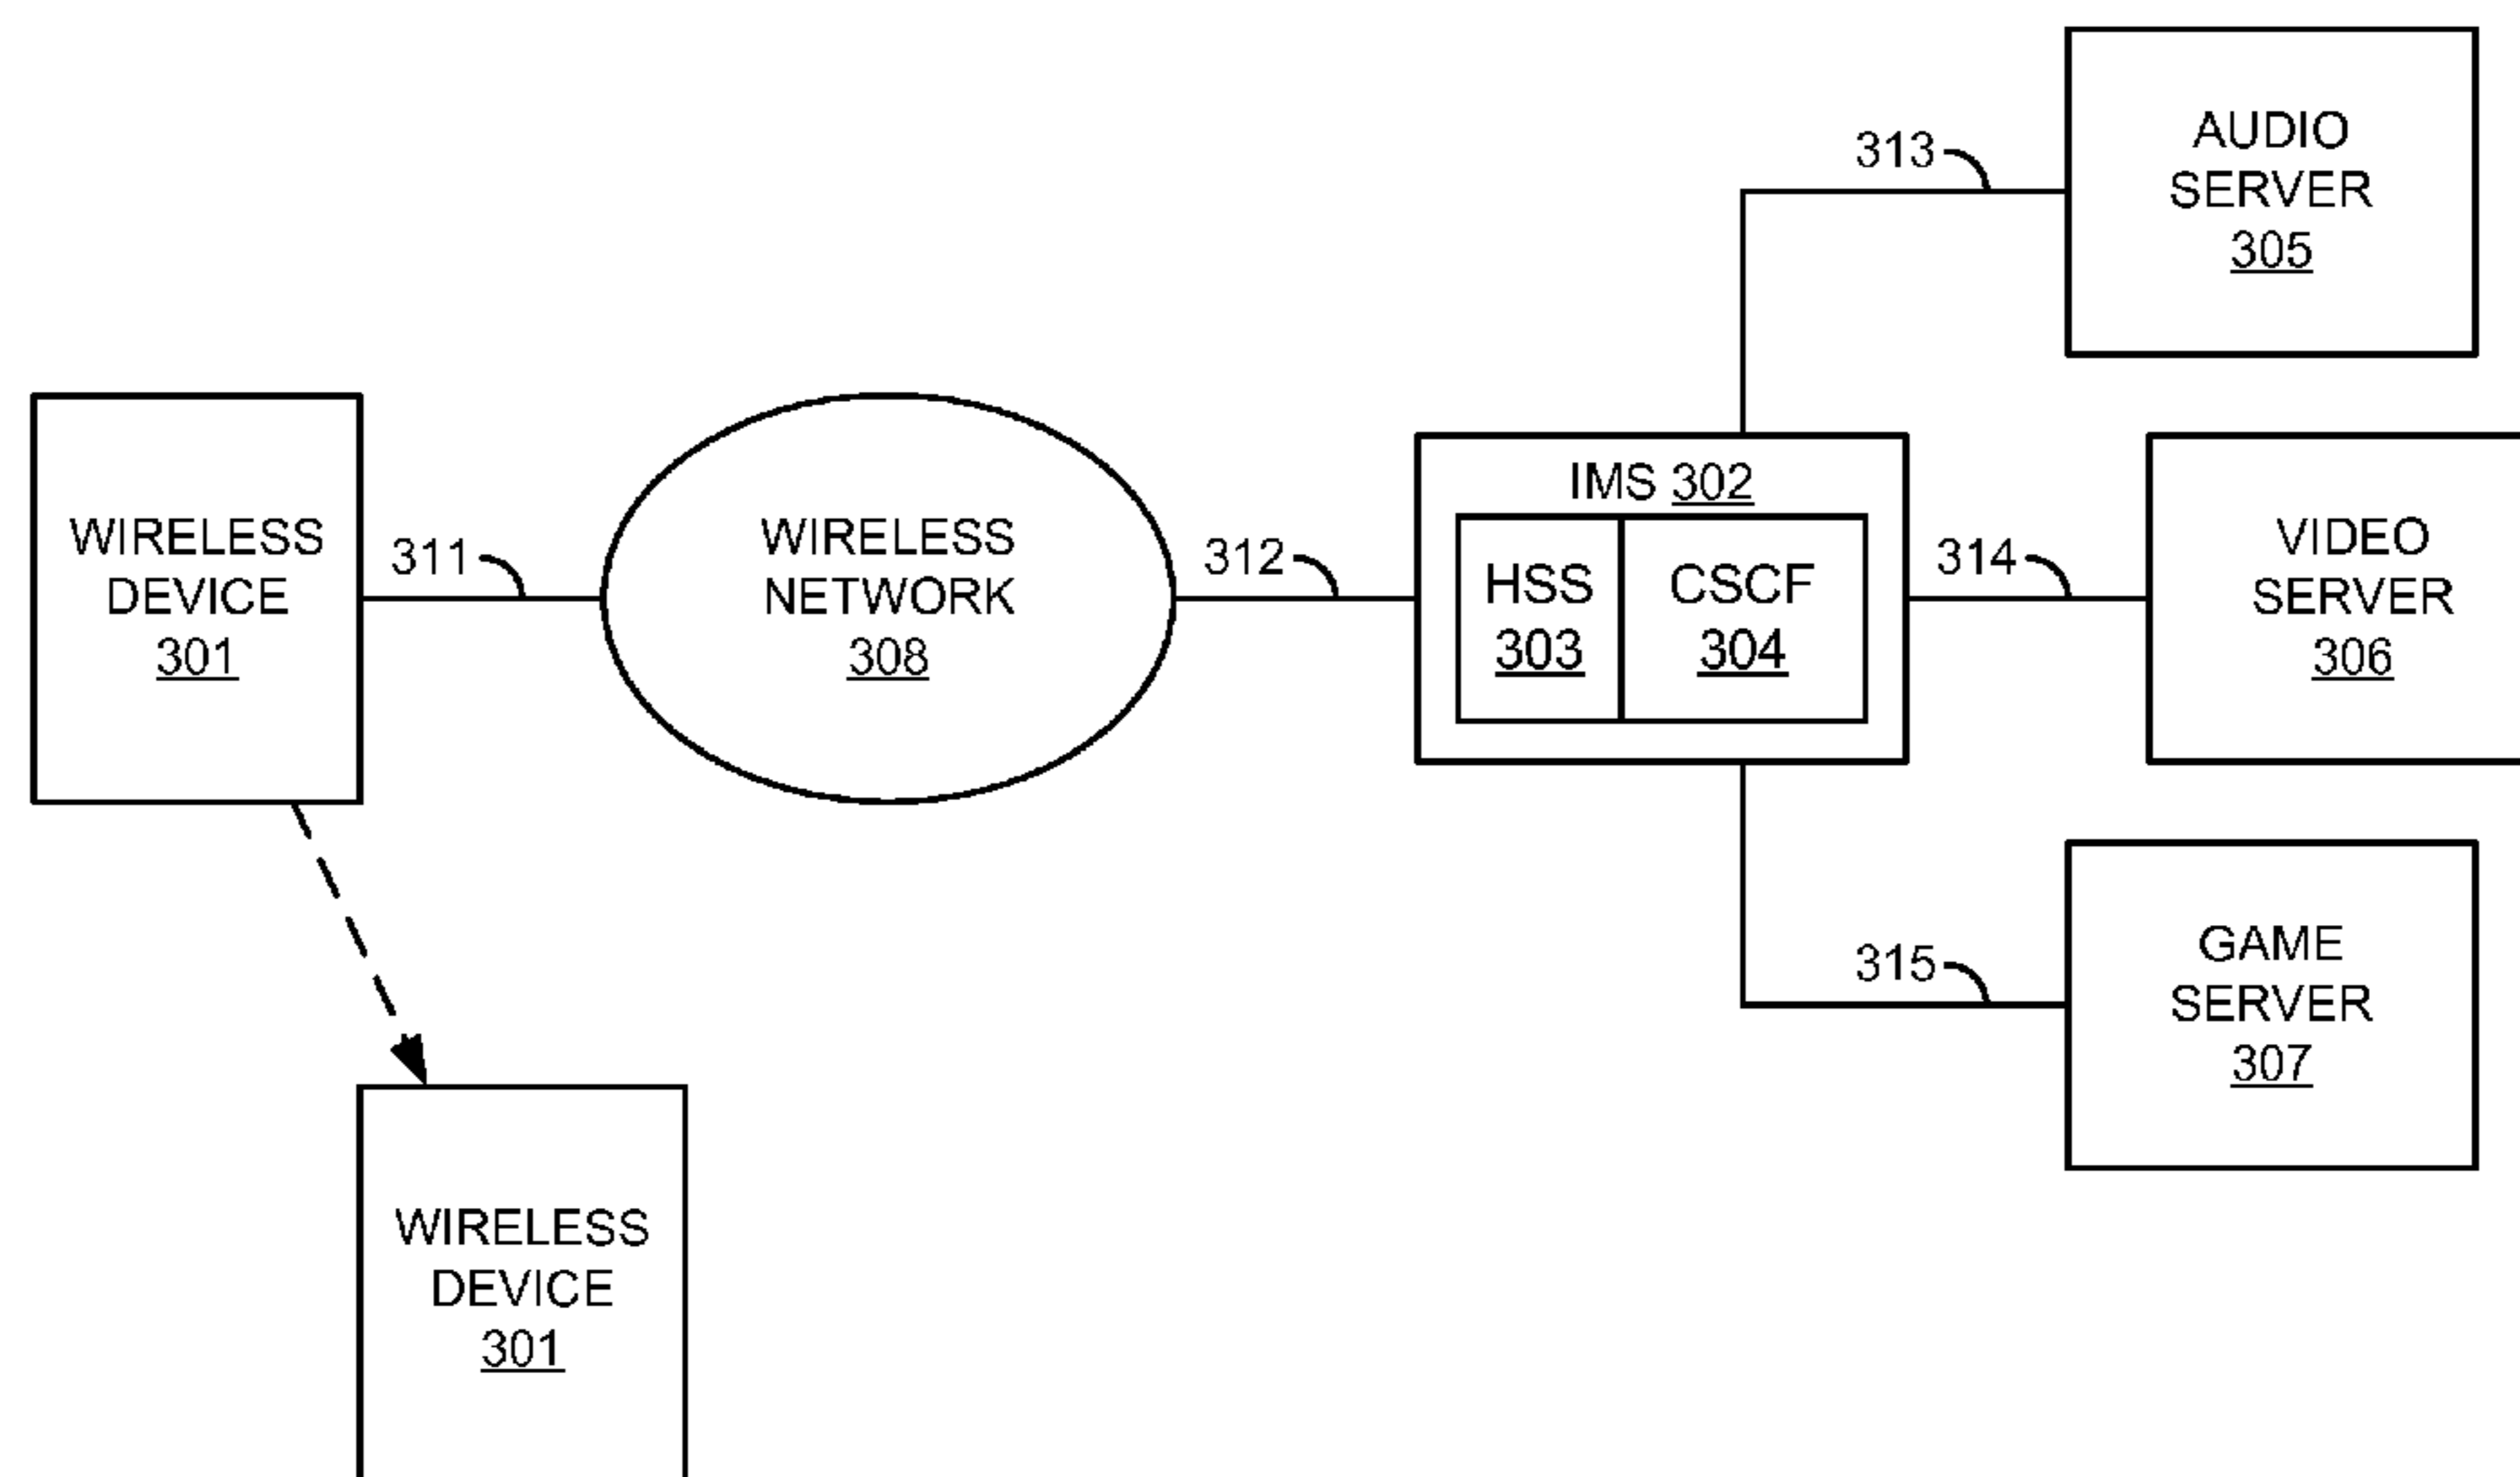 313
AUDIO
SERVER
305
WIRELESS
DEVICE
301
311
WIRELESS
NETWORK
308
312
IMS 302
HSS
303
CSCF
304
314
VIDEO
SERVER
306
315
GAME
SERVER
307
WIRELESS
DEVICE
301